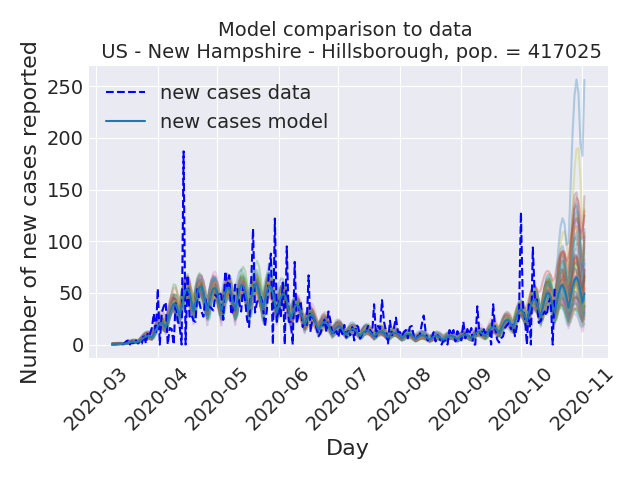 Model comparison to data
US - New Hampshire - Hillsborough, pop. = 417025
Number of new cases reported
250
200
150
100
50
0
new cases data
new cases model
2020-03
2020-04
2020-05
2020-06
2020-07
2020-08
2020-09
2020-10
2020-11
Day